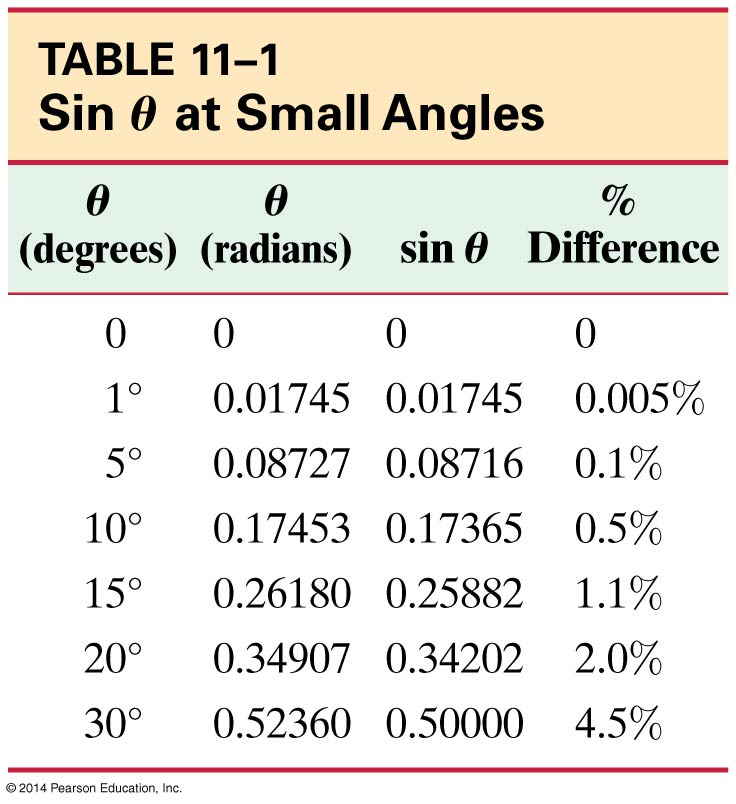 TABLE 11–1
Sin θ at Small Angles
θ θ %
(degrees) (radians) sin θ Difference
0 0 0 0
1° 0.01745 0.01745 0.005%
5° 0.08727 0.08716 0.1%
10° 0.17453 0.17365 0.5%
15° 0.26180 0.25882 1.1%
20° 0.34907 0.34202 2.0%
30° 0.52360 0.50000 4.5%
© 2014 Pearson Education, Inc.